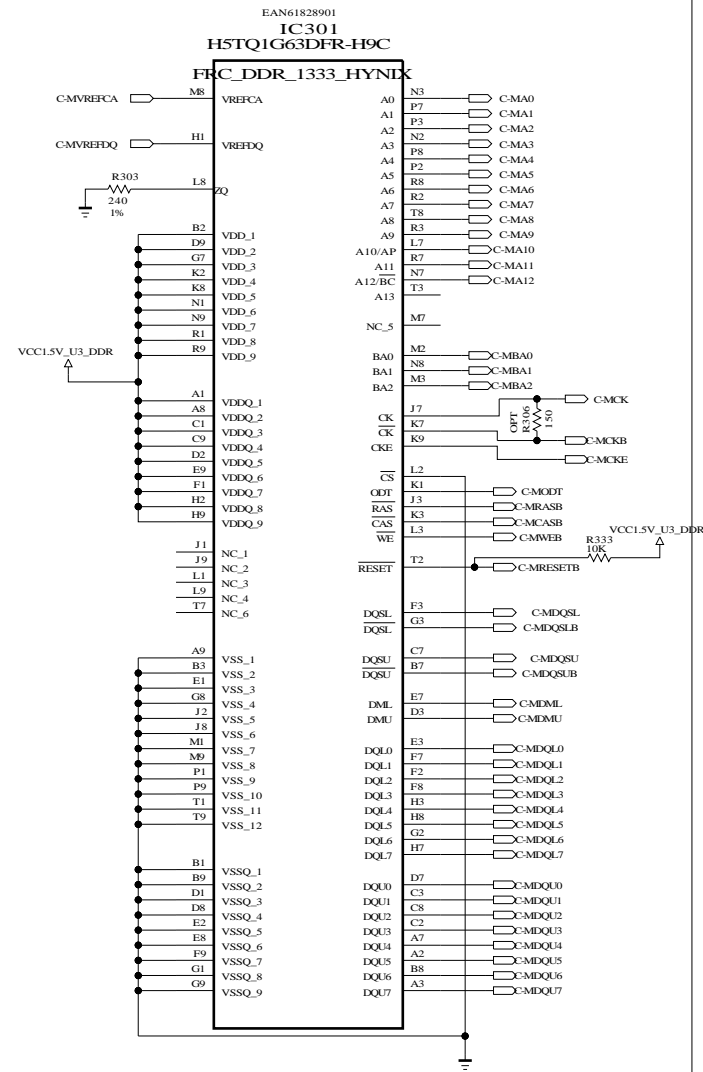 EAN61828901
IC301
H5TQ1G63DFR-H9C
FRC_DDR_1333_HYNIX
C-MVREFCA M8 VREFCA
C-MVREFDQ H1 VREFDQ
R303 L8 ZQ
240
1%
B2 VDD_1
D9 VDD_2
G7 VDD_3
K2 VDD_4
K8 VDD_5
N1 VDD_6
N9 VDD_7
R1 VDD_8
R9 VDD_9
VCC1.5V_U3_DDR
A1 VDDQ_1
A8 VDDQ_2
C1 VDDQ_3
C9 VDDQ_4
D2 VDDQ_5
E9 VDDQ_6
F1 VDDQ_7
H2 VDDQ_8
H9 VDDQ_9
J1 NC_1
J9 NC_2
L1 NC_3
L9 NC_4
T7 NC_6
A9 VSS_1
B3 VSS_2
E1 VSS_3
G8 VSS_4
J2 VSS_5
J8 VSS_6
M1 VSS_7
M9 VSS_8
P1 VSS_9
P9 VSS_10
T1 VSS_11
T9 VSS_12
B1 VSSQ_1
B9 VSSQ_2
D1 VSSQ_3
D8 VSSQ_4
E2 VSSQ_5
E8 VSSQ_6
F9 VSSQ_7
G1 VSSQ_8
G9 VSSQ_9
A0 N3 C-MA0
A1 P7 C-MA1
A2 P3 C-MA2
A3 N2 C-MA3
A4 P8 C-MA4
A5 P2 C-MA5
A6 R8 C-MA6
A7 R2 C-MA7
A8 T8 C-MA8
A9 R3 C-MA9
A10/AP L7 C-MA10
A11 R7 C-MA11
A12/BC N7 C-MA12
A13 T3
NC_5 M7
BA0 M2 C-MBA0
BA1 N8 C-MBA1
BA2 M3 C-MBA2
CK J7 C-MCK
OPT
R306
150
CK K7 C-MCKB
CKE K9 C-MCKE
CS L2
ODT K1 C-MODT
RAS J3 C-MRASB
CAS K3 C-MCASB
WE L3 C-MWEB
VCC1.5V_U3_DDR
R333
10K
RESET T2 C-MRESETB
DQSL F3 C-MDQSL
DQSL G3 C-MDQSLB
DQSU C7 C-MDQSU
DQSU B7 C-MDQSUB
DML E7 C-MDML
DMU D3 C-MDMU
DQL0 E3 C-MDQL0
DQL1 F7 C-MDQL1
DQL2 F2 C-MDQL2
DQL3 F8 C-MDQL3
DQL4 H3 C-MDQL4
DQL5 H8 C-MDQL5
DQL6 G2 C-MDQL6
DQL7 H7 C-MDQL7
DQU0 D7 C-MDQU0
DQU1 C3 C-MDQU1
DQU2 C8 C-MDQU2
DQU3 C2 C-MDQU3
DQU4 A7 C-MDQU4
DQU5 A2 C-MDQU5
DQU6 B8 C-MDQU6
DQU7 A3 C-MDQU7